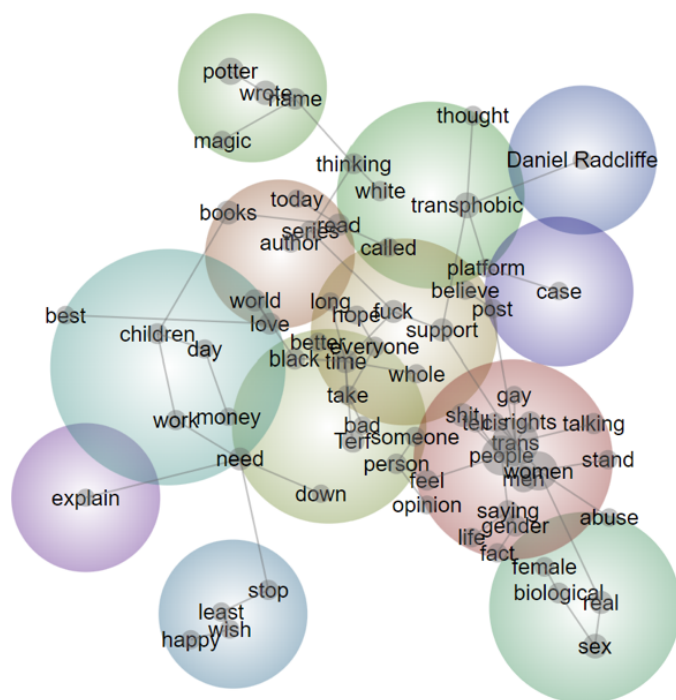 potter
wrote
name
magic
thought
Daniel Radcliffe
thinking
white
transphobic
today
books
series
read
author
called
platform
believe
case
post
world
long
hope
fuck
love
support
best
children
day
better
everyone
black
time
whole
take
gay
work
money
bad
Terf
someone
shit
cis
rights
talking
trans
need
person
people
women
stand
men
feel
explain
down
opinion
saying
gender
abuse
life
fact
female
stop
biological
real
least
wish
happy
sex